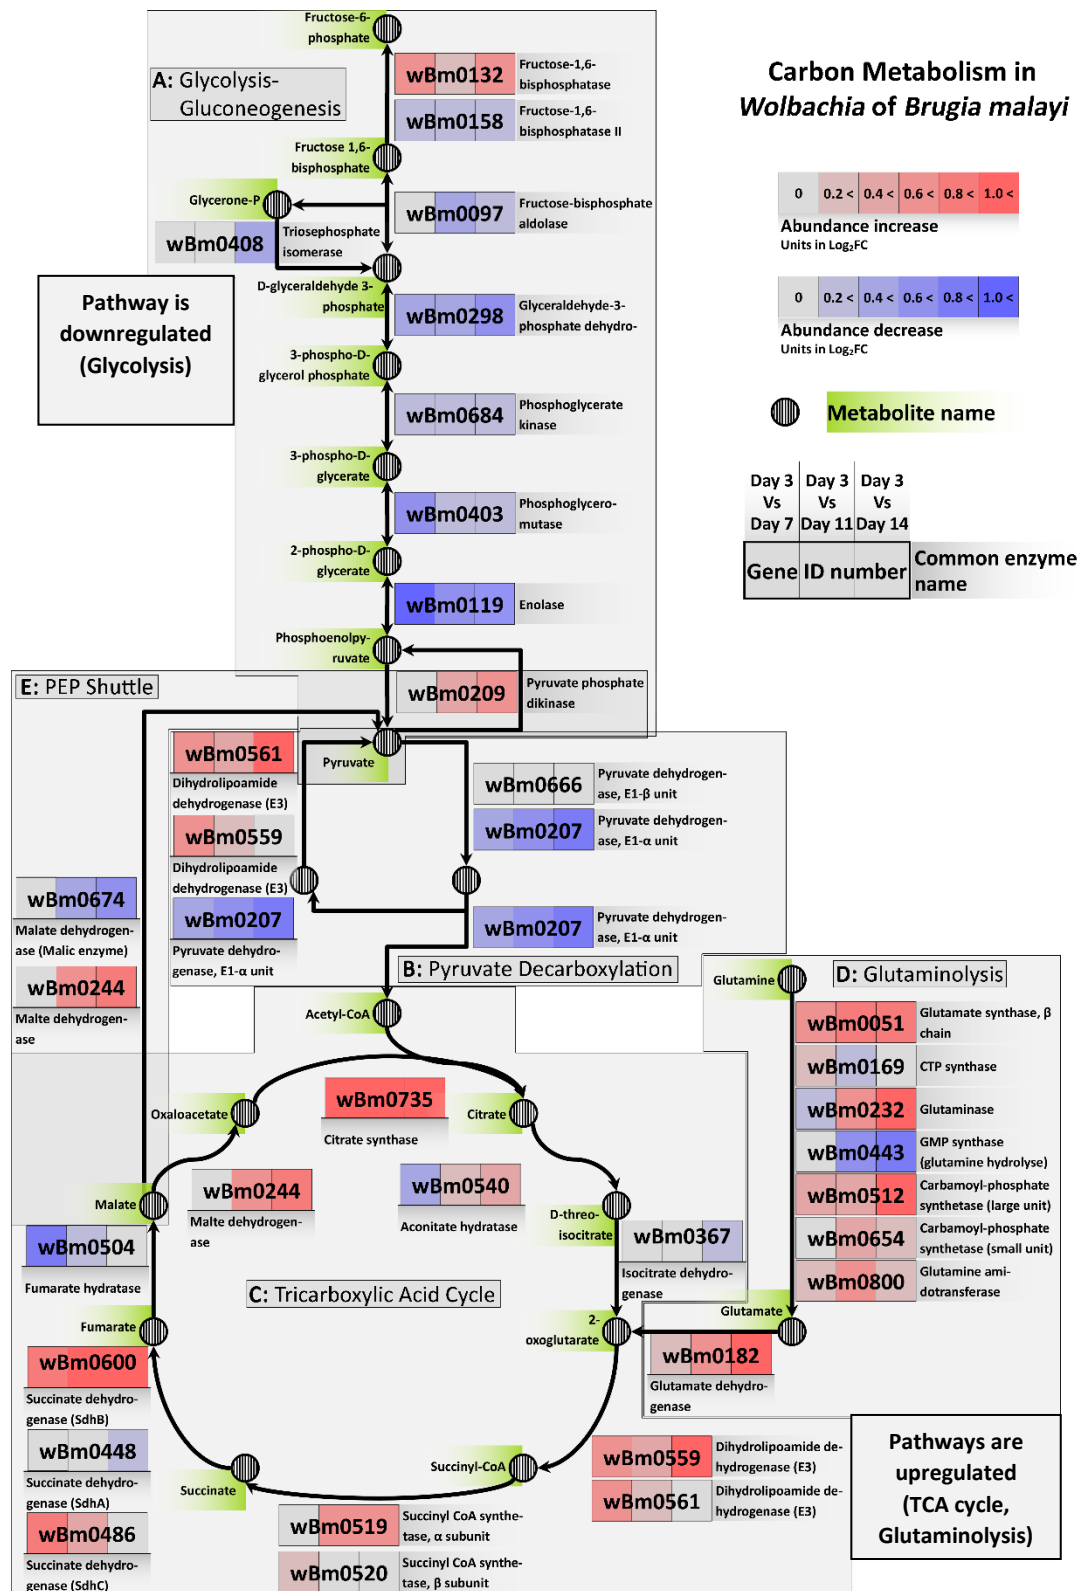 Fructose-6-
phosphate
A: Glycolysis-
Gluconeogenesis
wBm0132
Fructose-1,6-
bisphosphatase
wBm0158
Fructose-1,6-
bisphosphatase II
Fructose 1,6-
bisphosphate
Glycerone-P
wBm0097
Fructose-bisphosphate
aldolase
wBm0408
Triosephosphate
isomerase
D-glyceraldehyde 3-
phosphate
wBm0298
Glyceraldehyde-3-
phosphate dehydro-
Pathway is
downregulated
(Glycolysis)
3-phospho-D-
glycerol phosphate
wBm0684
Phosphoglycerate
kinase
3-phospho-D-
glycerate
wBm0403
Phosphoglycero-
mutase
2-phospho-D-
glycerate
wBm0119
Enolase
Phosphoenolpy-
ruvate
wBm0209
Pyruvate phosphate
dikinase
Carbon Metabolism in
Wolbachia of Brugia malayi
0 0.2 < 0.4 < 0.6 < 0.8 < 1.0 <
Abundance increase
Units in Log₂FC
0 0.2 < 0.4 < 0.6 < 0.8 < 1.0 <
Abundance decrease
Units in Log₂FC
Metabolite name
Day 3 Day 3 Day 3
Vs Vs Vs
Day 7 Day 11 Day 14
Gene ID number
Common enzyme
name
E: PEP Shuttle
Pyruvate
wBm0561
Dihydrolipoamide
dehydrogenase (E3)
wBm0559
Dihydrolipoamide
dehydrogenase (E3)
wBm0207
Pyruvate dehydro-
genase, E1-α unit
wBm0666
Pyruvate dehydrogen-
ase, E1-β unit
wBm0207
Pyruvate dehydrogen-
ase, E1-α unit
wBm0207
Pyruvate dehydrogen-
ase, E1-α unit
B: Pyruvate Decarboxylation
wBm0674
Malate dehydrogen-
ase (Malic enzyme)
wBm0244
Malte dehydrogen-
ase
Acetyl-CoA
Oxaloacetate
wBm0735
Citrate synthase
Citrate
Malate
wBm0244
Malte dehydrogen-
ase
wBm0540
Aconitate hydratase
D-threo-
isocitrate
wBm0367
Isocitrate dehydro-
genase
wBm0504
Fumarate hydratase
C: Tricarboxylic Acid Cycle
Fumarate
2-
oxoglutarate
wBm0600
Succinate dehydro-
genase (SdhB)
wBm0448
Succinate dehydro-
genase (SdhA)
wBm0486
Succinate dehydro-
genase (SdhC)
Succinate
Succinyl-CoA
wBm0519
Succinyl CoA synthe-
tase, α subunit
wBm0520
Succinyl CoA synthe-
tase, β subunit
wBm0559
Dihydrolipoamide de-
hydrogenase (E3)
wBm0561
Dihydrolipoamide de-
hydrogenase (E3)
Glutamine
D: Glutaminolysis
wBm0051
Glutamate synthase, β
chain
wBm0169
CTP synthase
wBm0232
Glutaminase
wBm0443
GMP synthase
(glutamine hydrolyse)
wBm0512
Carbamoyl-phosphate
synthetase (large unit)
wBm0654
Carbamoyl-phosphate
synthetase (small unit)
wBm0800
Glutamine ami-
dotransferase
Glutamate
wBm0182
Glutamate dehydro-
genase
Pathways are
upregulated
(TCA cycle,
Glutaminolysis)